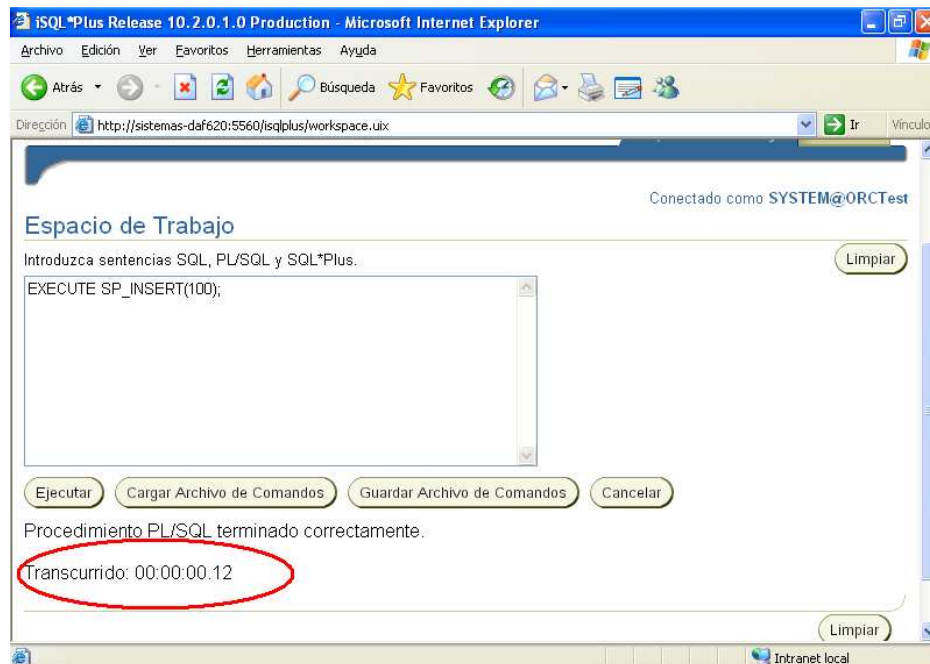 iSQL*Plus Release 10.2.0.1.0 Production - Microsoft Internet Explorer
Archivo Edición Ver Favoritos Herramientas Ayuda
Atrás Búsqueda Favoritos
Dirección http://sistemas-daf620:5560/isqlplus/workspace.uix Ir Vínculo
Conectado como SYSTEM@ORCTest
Espacio de Trabajo
Introduzca sentencias SQL, PL/SQL y SQL*Plus. Limpiar
EXECUTE SP_INSERT(100);
Ejecutar Cargar Archivo de Comandos Guardar Archivo de Comandos Cancelar
Procedimiento PL/SQL terminado correctamente.
Transcurrido: 00:00:00.12
Limpiar
Intranet local